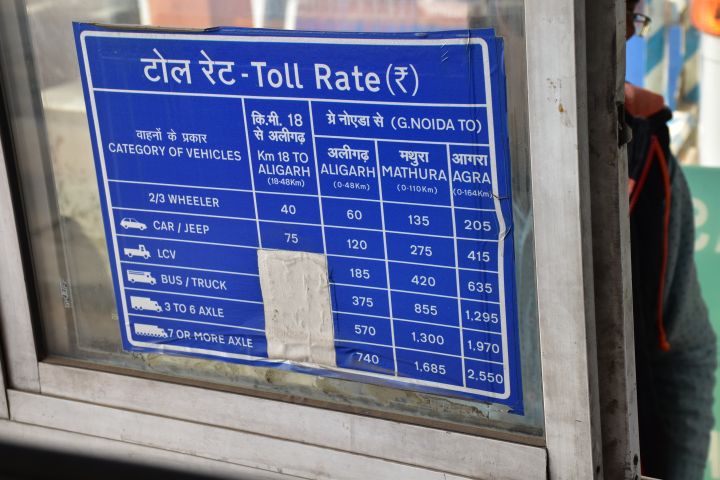 टोल रेट - Toll Rate (₹)
वाहनों के प्रकार
CATEGORY OF VEHICLES
कि.मी. 18
से अलीगढ़
Km 18 TO
ALIGARH
(18-48Km)
ग्रे नोएडा से (G.NOIDA TO)
अलीगढ़ मथुरा आगरा
ALIGARH MATHURA AGRA
(0-48Km) (0-110Km) (0-164Km)
2/3 WHEELER 40 60 135 205
CAR / JEEP 75 120 275 415
LCV 185 420 635
BUS / TRUCK 375 855 1,295
3 TO 6 AXLE 570 1,300 1,970
7 OR MORE AXLE 740 1,685 2,550